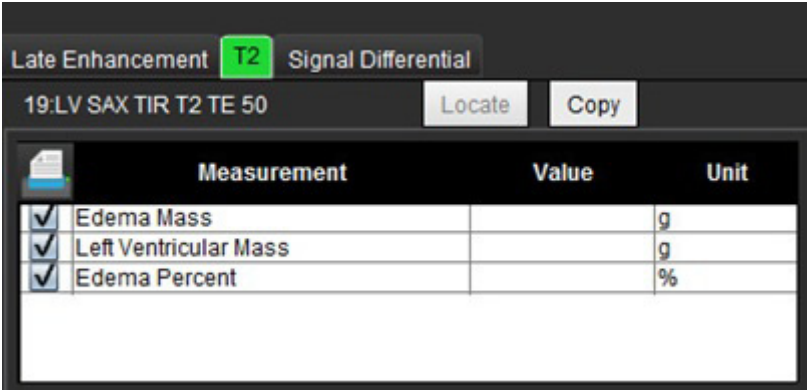 Late Enhancement T2 Signal Differential
19:LV SAX TIR T2 TE 50 Locate Copy
Measurement Value Unit
Edema Mass g
Left Ventricular Mass g
Edema Percent %